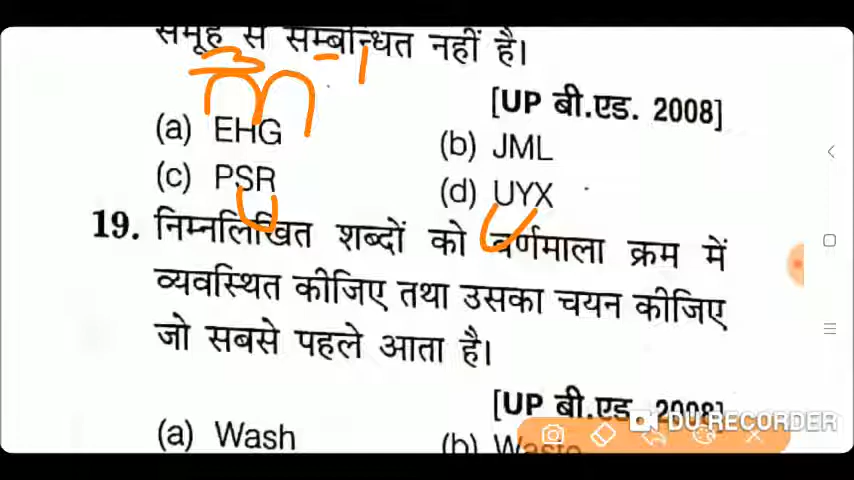 समूह से सम्बन्धित नहीं है।
[UP बी.एड. 2008]
(a) EHG
(b) JML
(c) PSR
(d) UYX
19. निम्नलिखित शब्दों को वर्णमाला क्रम में
व्यवस्थित कीजिए तथा उसका चयन कीजिए
जो सबसे पहले आता है।
[UP बी.एड. 2008]
DU RECORDER
(a) Wash
(b) Waste